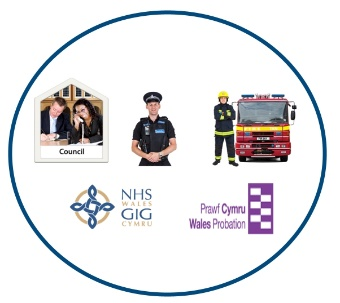 Council
NHS
WALES
GIG
CYMRU
Prawf Cymru
Wales Probation